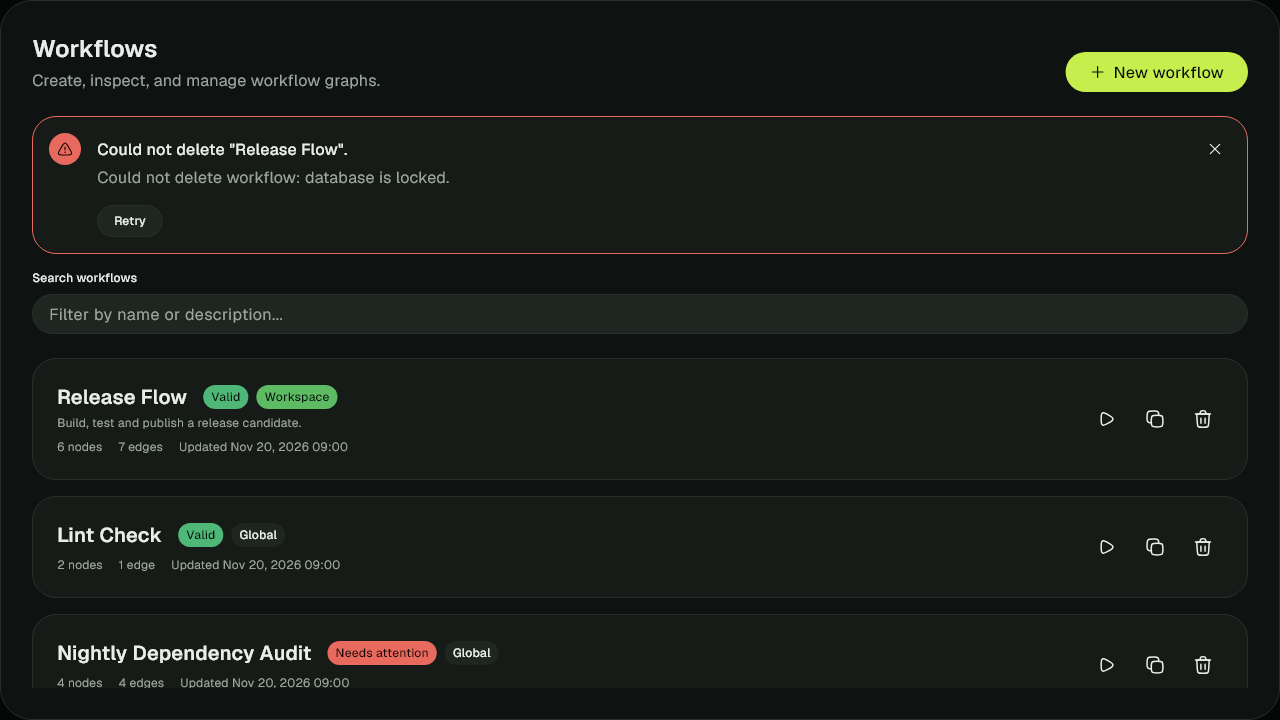 Workflows
Create, inspect, and manage workflow graphs.
New workflow
Could not delete "Release Flow".
Could not delete workflow: database is locked.
Retry
Search workflows
Filter by name or description...
Release Flow Valid Workspace
Build, test and publish a release candidate.
6 nodes 7 edges Updated Nov 20, 2026 09:00
Lint Check Valid Global
2 nodes 1 edge Updated Nov 20, 2026 09:00
Nightly Dependency Audit Needs attention Global
4 nodes 4 edges Updated Nov 20, 2026 09:00